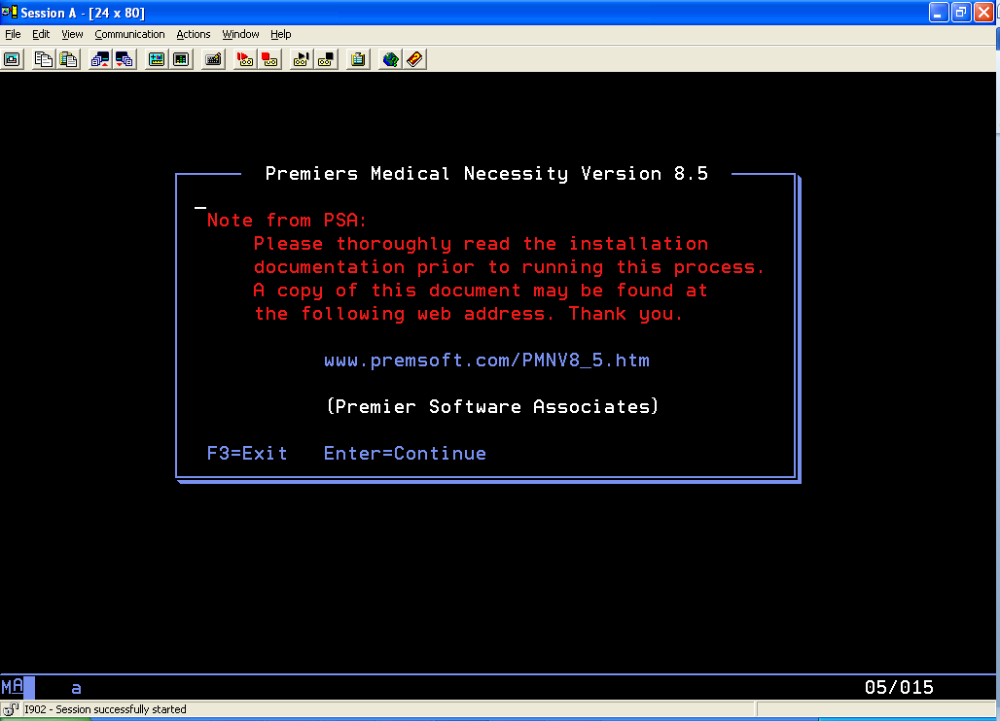 Session A - [24 x 80]
File Edit View Communication Actions Window Help
Premiers Medical Necessity Version 8.5
Note from PSA:
Please thoroughly read the installation
documentation prior to running this process.
A copy of this document may be found at
the following web address. Thank you.
www.premsoft.com/PMNV8_5.htm
(Premier Software Associates)
F3=Exit Enter=Continue
MA a 05/015
I902 - Session successfully started